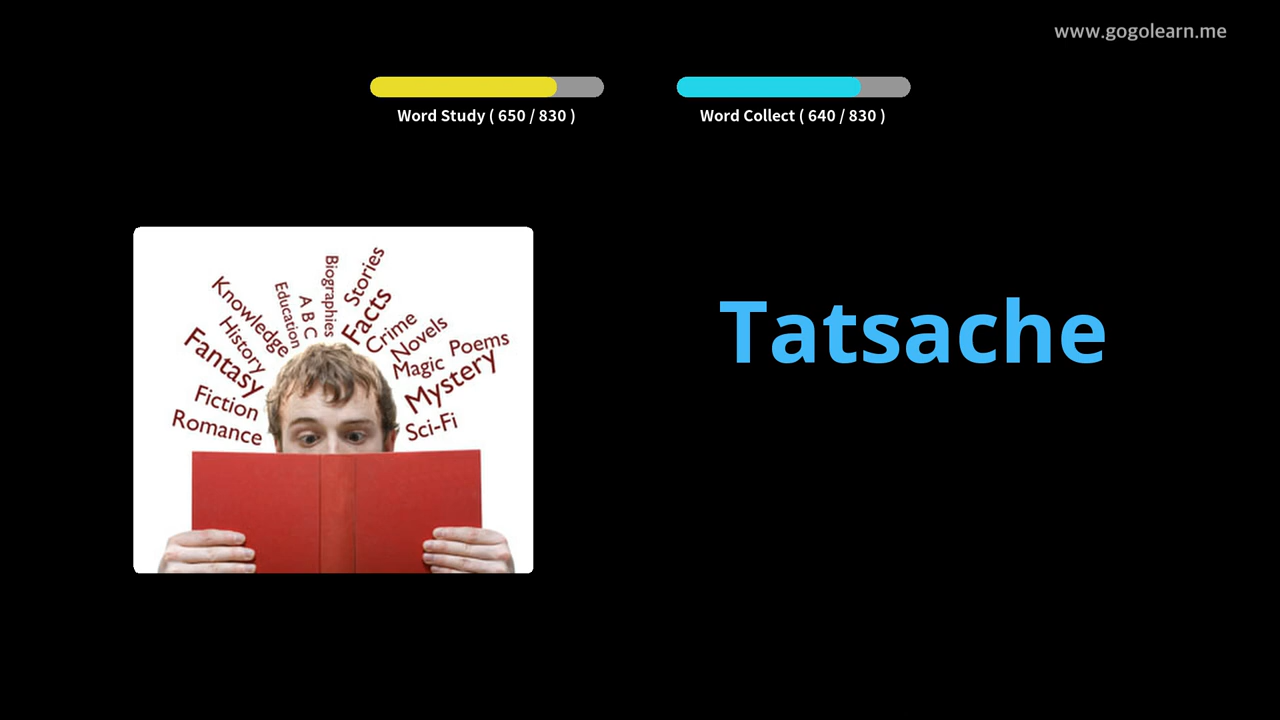 www.gogolearn.me
Word Study ( 650 / 830 )
Word Collect ( 640 / 830 )
Tatsache
Biographies
Stories
Education
A B C
Facts
Knowledge
Crime
History
Novels
Poems
Fantasy
Magic
Mystery
Fiction
Romance
Sci-Fi